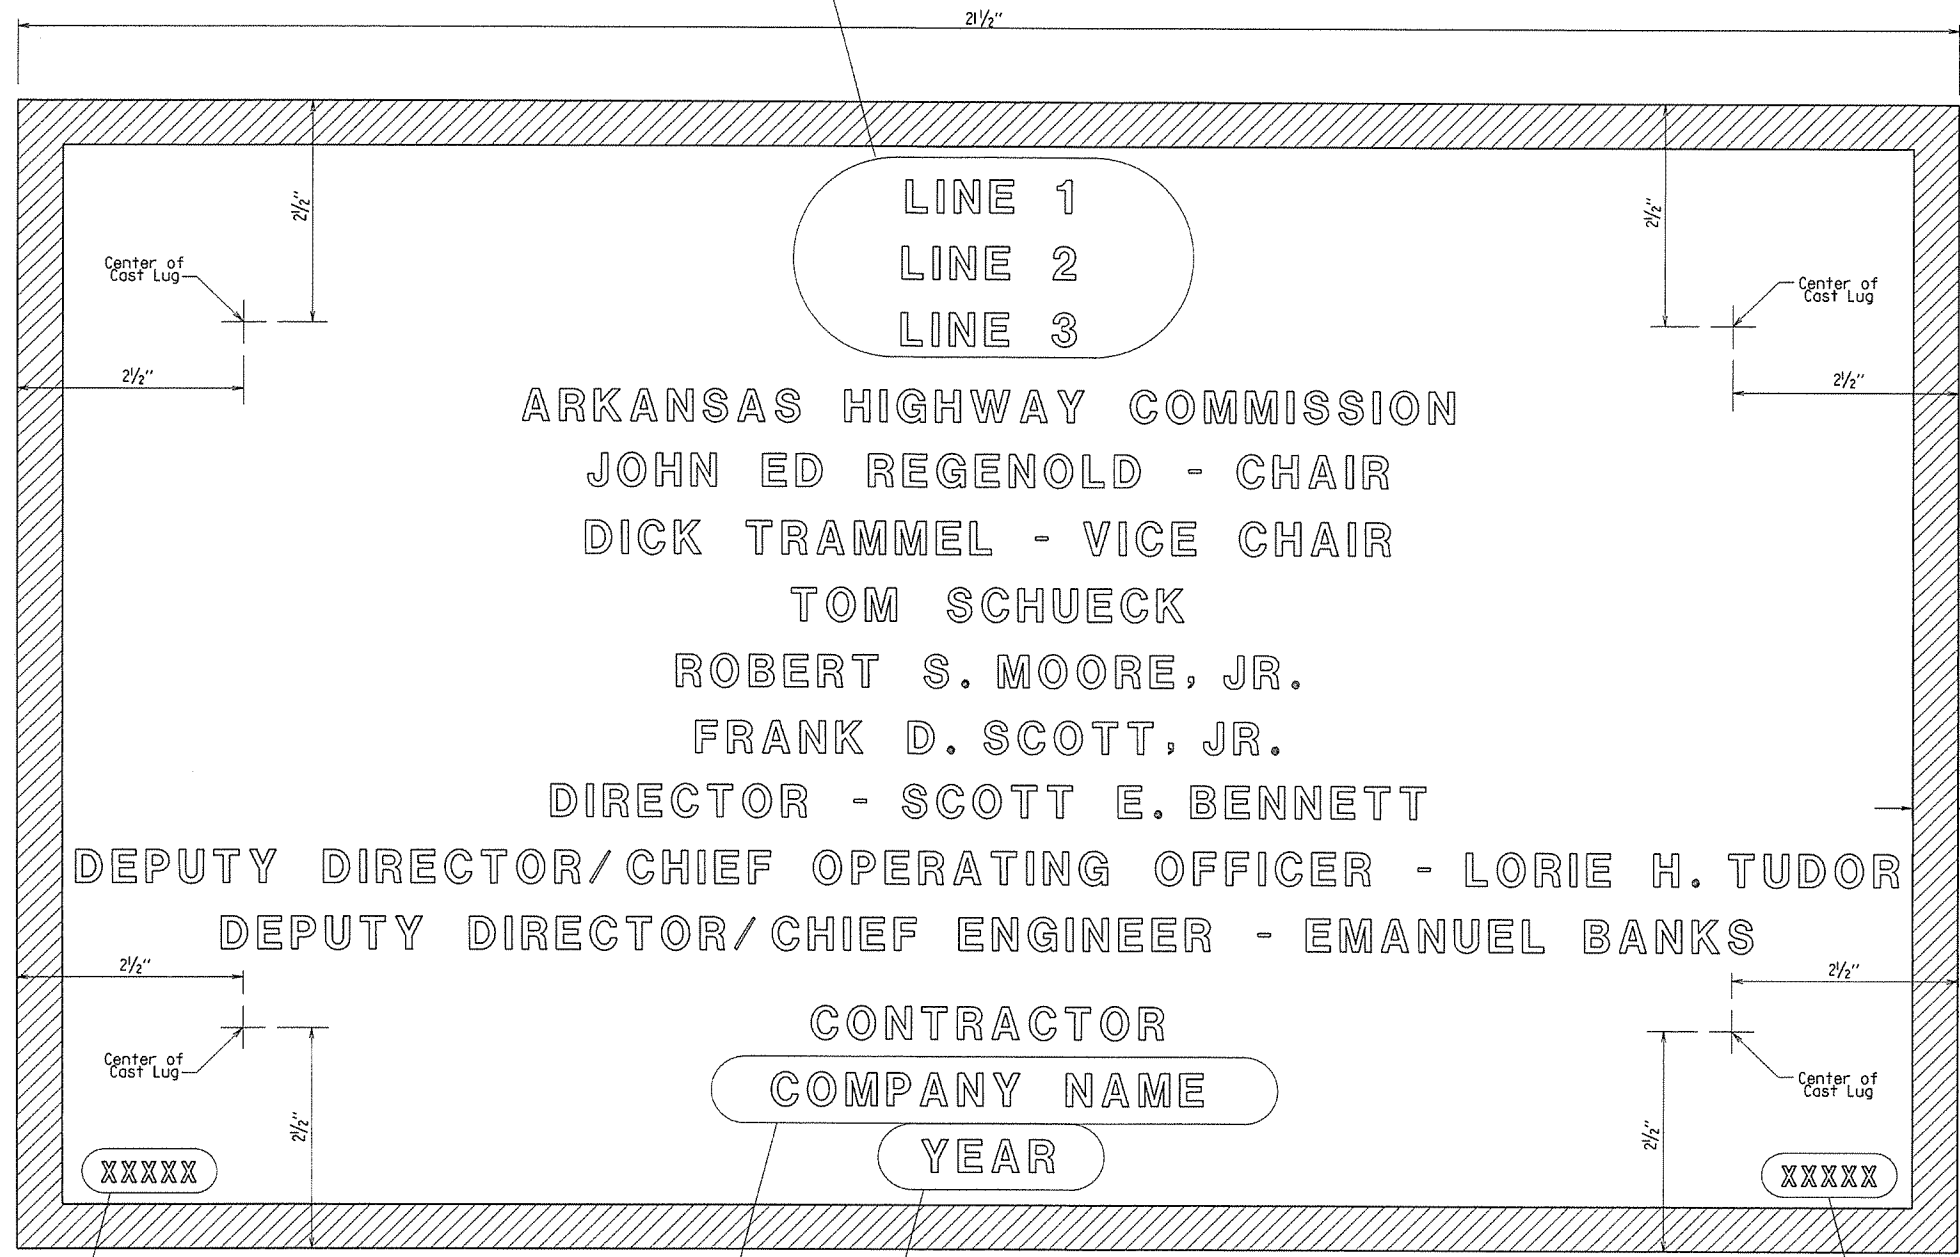 21½"
2½"
2½"
Center of
Cast Lug
Center of
Cast Lug
2½"
2½"
LINE 1
LINE 2
LINE 3
ARKANSAS HIGHWAY COMMISSION
JOHN ED REGENOLD - CHAIR
DICK TRAMMEL - VICE CHAIR
TOM SCHUECK
ROBERT S. MOORE, JR.
FRANK D. SCOTT, JR.
DIRECTOR - SCOTT E. BENNETT
DEPUTY DIRECTOR/CHIEF OPERATING OFFICER - LORIE H. TUDOR
DEPUTY DIRECTOR/CHIEF ENGINEER - EMANUEL BANKS
2½"
2½"
CONTRACTOR
Center of
Cast Lug
COMPANY NAME
Center of
Cast Lug
2½"
2½"
YEAR
XXXXX
XXXXX